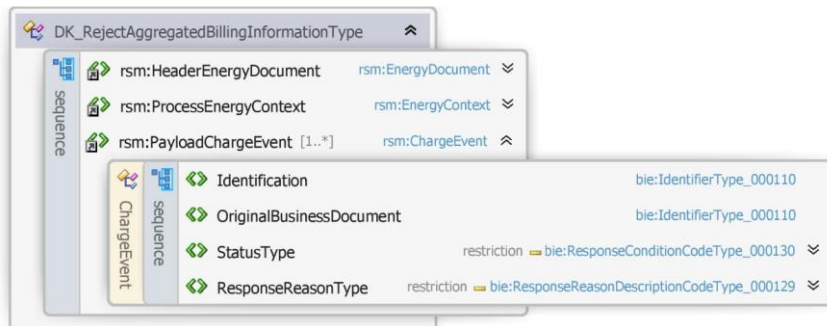 DK_RejectAggregatedBillingInformationType
sequence
rsm:HeaderEnergyDocument rsm:EnergyDocument
rsm:ProcessEnergyContext rsm:EnergyContext
rsm:PayloadChargeEvent [1..*] rsm:ChargeEvent
ChargeEvent
sequence
Identification bie:IdentifierType_000110
OriginalBusinessDocument bie:IdentifierType_000110
StatusType restriction bie:ResponseConditionCodeType_000130
ResponseReasonType restriction bie:ResponseReasonDescriptionCodeType_000129